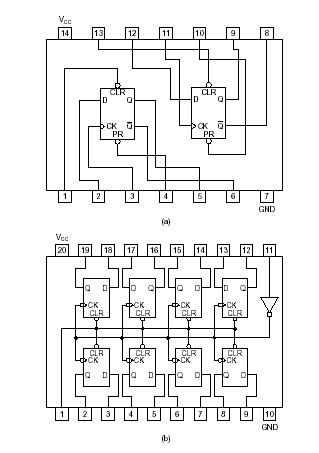 VCC
14 13 12 11 10 9 8
CLR CLR
D Q D Q
CK Q CK Q
PR PR
1 2 3 4 5 6 7
GND
(a)
VCC
20 19 18 17 16 15 14 13 12 11
Q D Q D Q D Q D
CK CK CK CK
CLR CLR CLR CLR
CLR CLR CLR CLR
CK CK CK CK
Q D Q D Q D Q D
1 2 3 4 5 6 7 8 9 10
GND
(b)